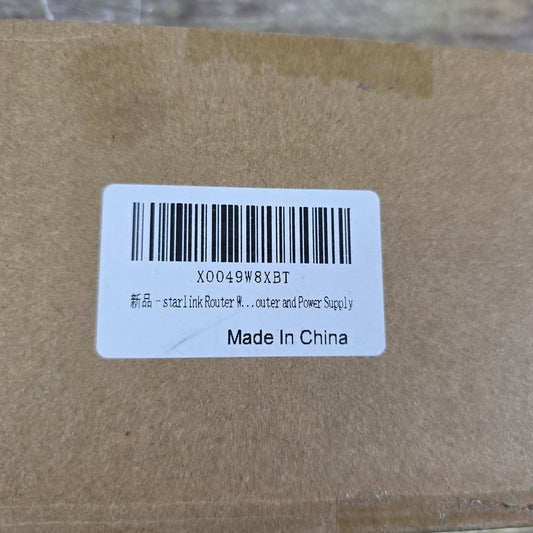 X0049W8XBT
新品 - starlink Router W...outer and Power Supply
Made In China